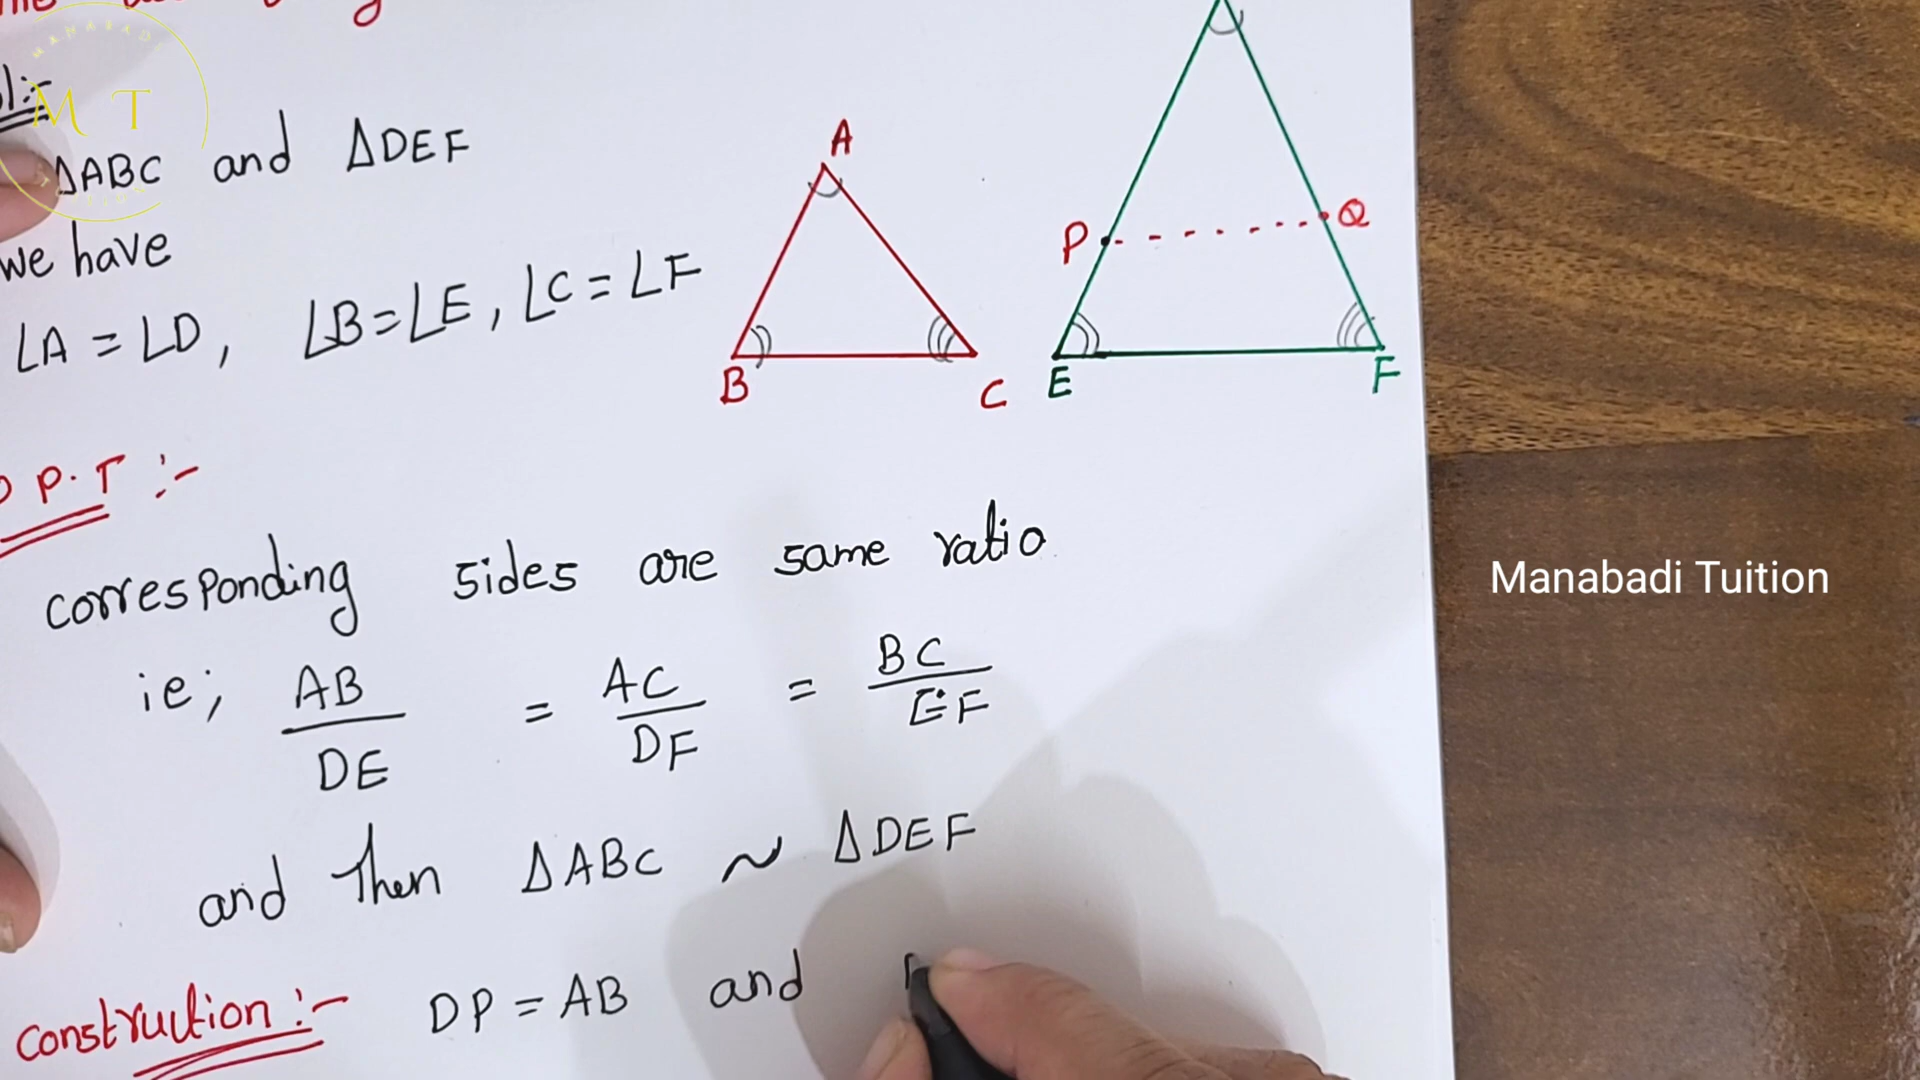 M T
ΔABC and ΔDEF
we have
∠A = ∠D, ∠B=∠E, ∠C = ∠F
A
B
C
P
Q
E
F
P.T :-
corresponding sides are same ratio
ie; AB/DE = AC/DF = BC/EF
and Then ΔABC ~ ΔDEF
construction :- DP = AB and
Manabadi Tuition